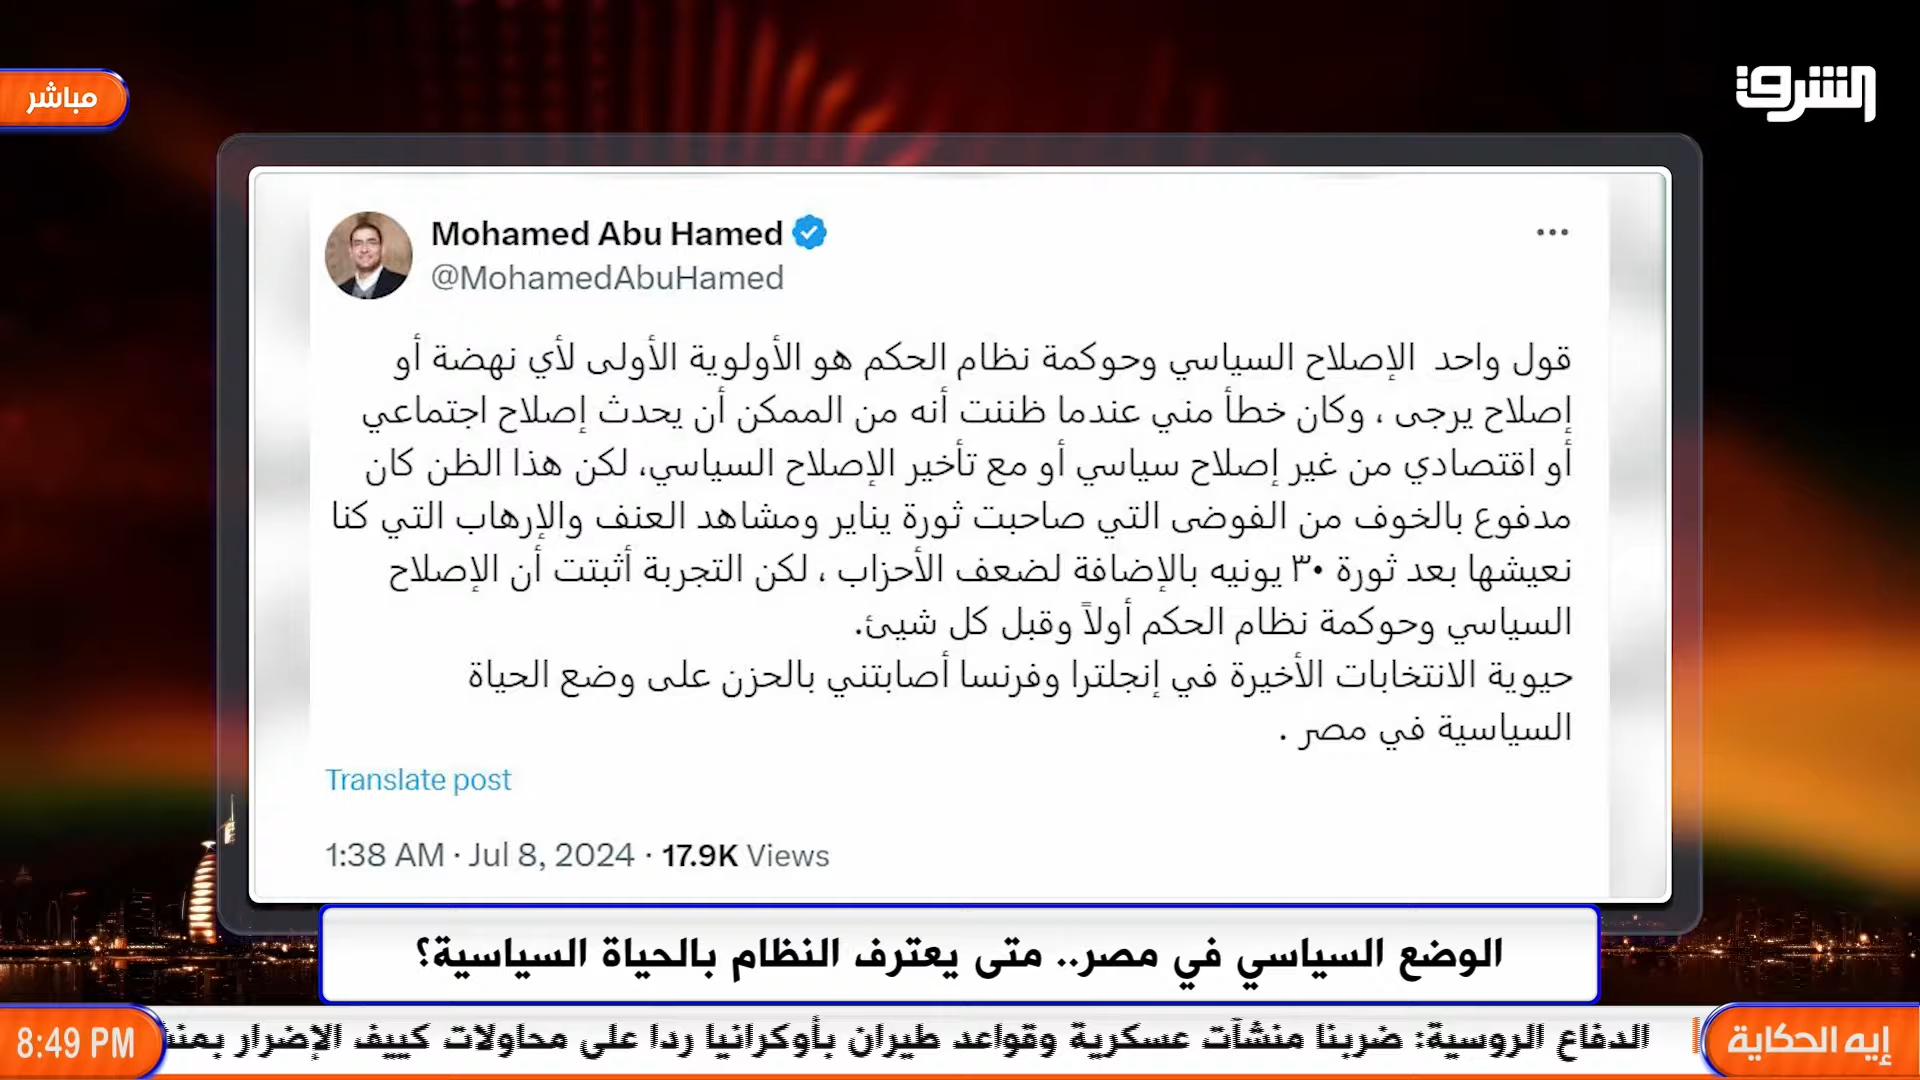 مباشر
الشرق
Mohamed Abu Hamed
@MohamedAbuHamed
قول واحد الإصلاح السياسي وحوكمة نظام الحكم هو الأولوية الأولى لأي نهضة أو
إصلاح يرجى ، وكان خطأ مني عندما ظننت أنه من الممكن أن يحدث إصلاح اجتماعي
أو اقتصادي من غير إصلاح سياسي أو مع تأخير الإصلاح السياسي، لكن هذا الظن كان
مدفوع بالخوف من الفوضى التي صاحبت ثورة يناير ومشاهد العنف والإرهاب التي كنا
نعيشها بعد ثورة ٣٠ يونيه بالإضافة لضعف الأحزاب ، لكن التجربة أثبتت أن الإصلاح
السياسي وحوكمة نظام الحكم أولاً وقبل كل شيئ.
حيوية الانتخابات الأخيرة في إنجلترا وفرنسا أصابتني بالحزن على وضع الحياة
السياسية في مصر .
Translate post
1:38 AM · Jul 8, 2024 · 17.9K Views
الوضع السياسي في مصر.. متى يعترف النظام بالحياة السياسية؟
إيه الحكاية
الدفاع الروسية: ضربنا منشآت عسكرية وقواعد طيران بأوكرانيا ردا على محاولات كييف الإضرار
8:49 PM